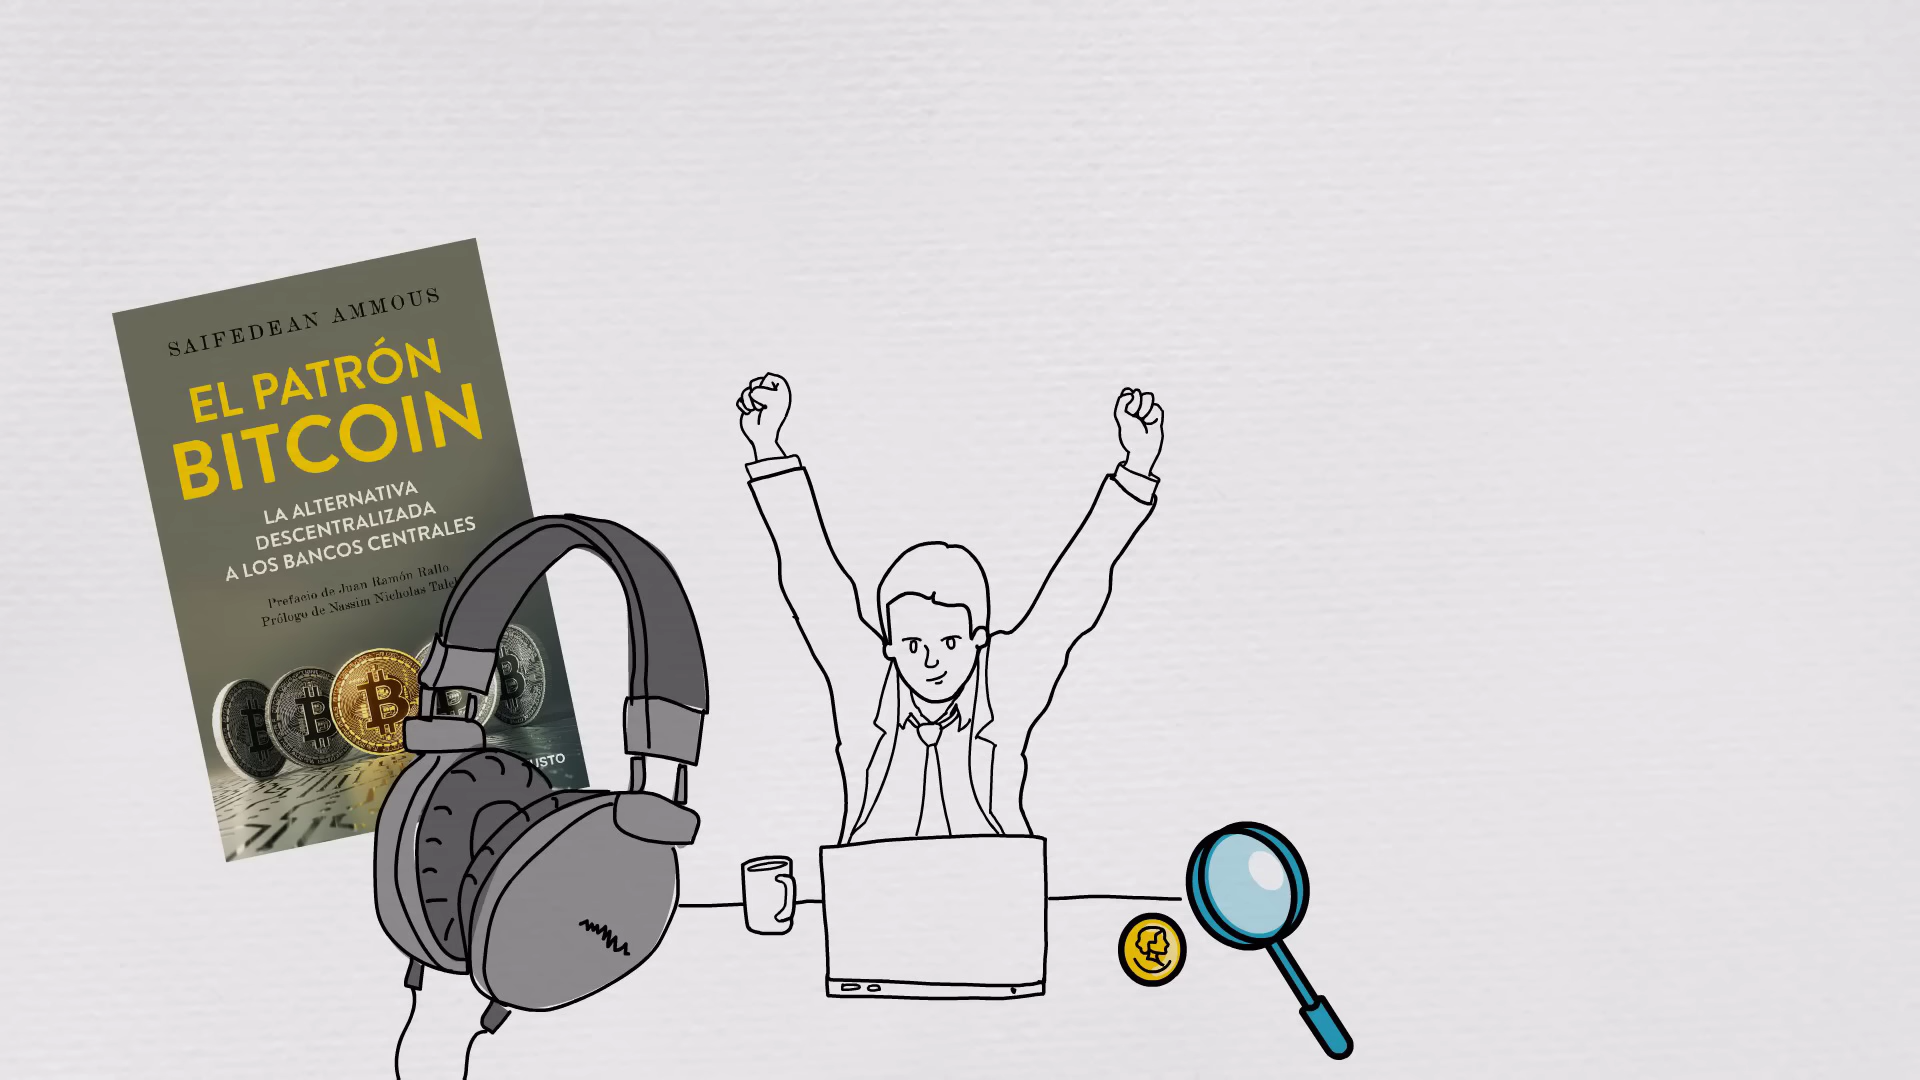 SAIFEDEAN AMMOUS
EL PATRÓN
BITCOIN
LA ALTERNATIVA
DESCENTRALIZADA
A LOS BANCOS CENTRALES
Prefacio de Juan Ramón Rallo
Prólogo de Nassim Nicholas